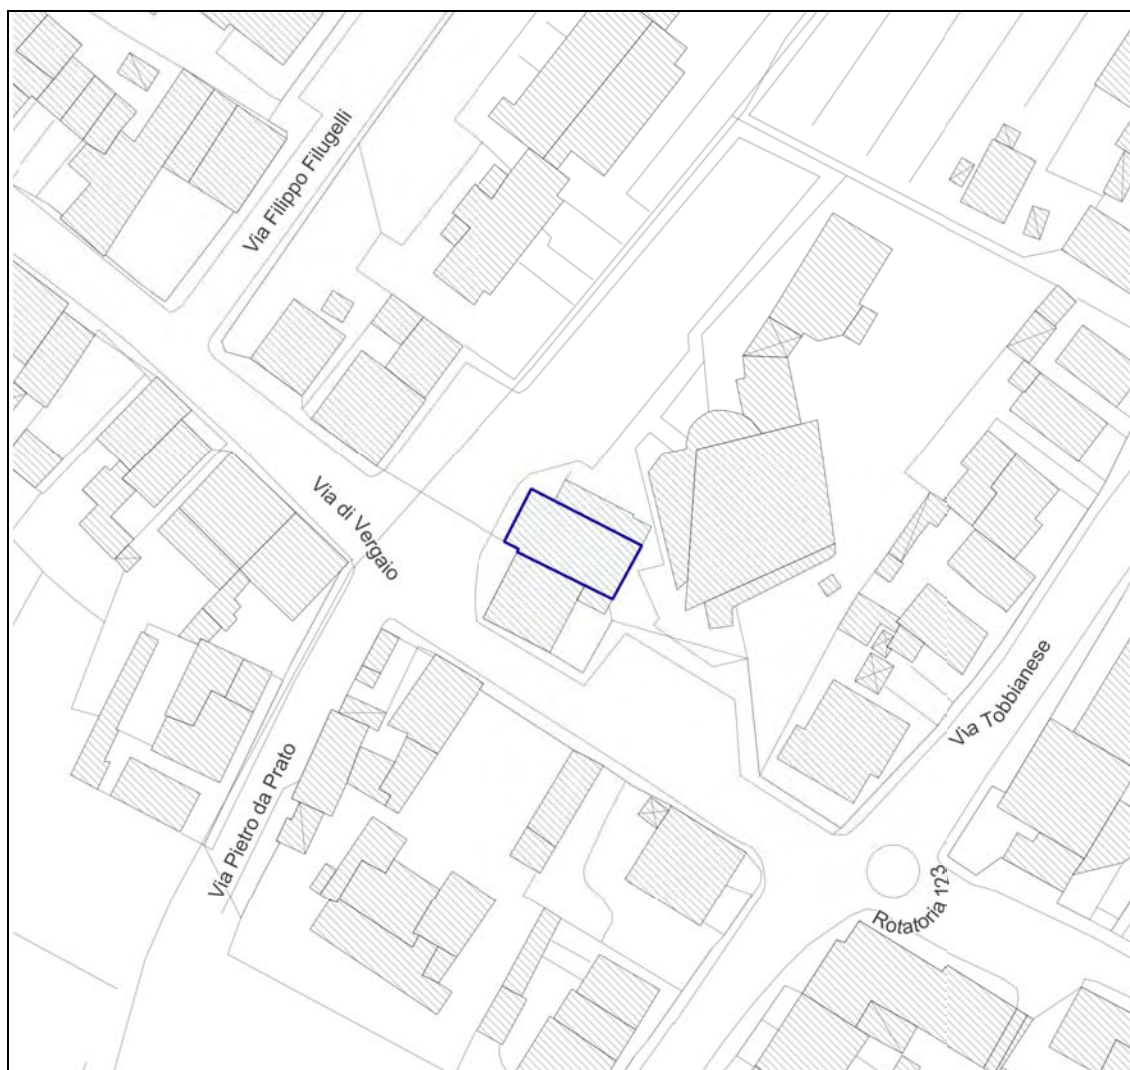 Via Filippo Filugelli
Via di Vergaio
Via Tobbianese
Via Pietro da Prato
Rotatoria 123